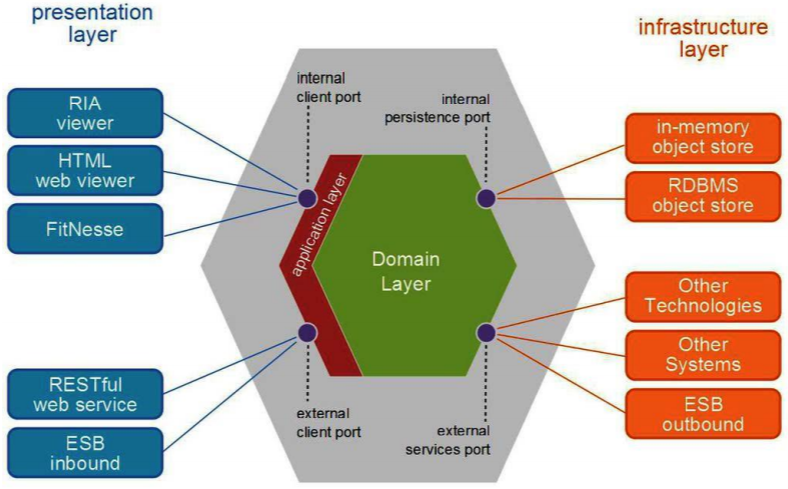 presentation
layer
RIA
viewer
HTML
web viewer
FitNesse
RESTful
web service
ESB
inbound
internal
client port
internal
persistence port
application layer
Domain
Layer
external
client port
external
services port
infrastructure
layer
in-memory
object store
RDBMS
object store
Other
Technologies
Other
Systems
ESB
outbound